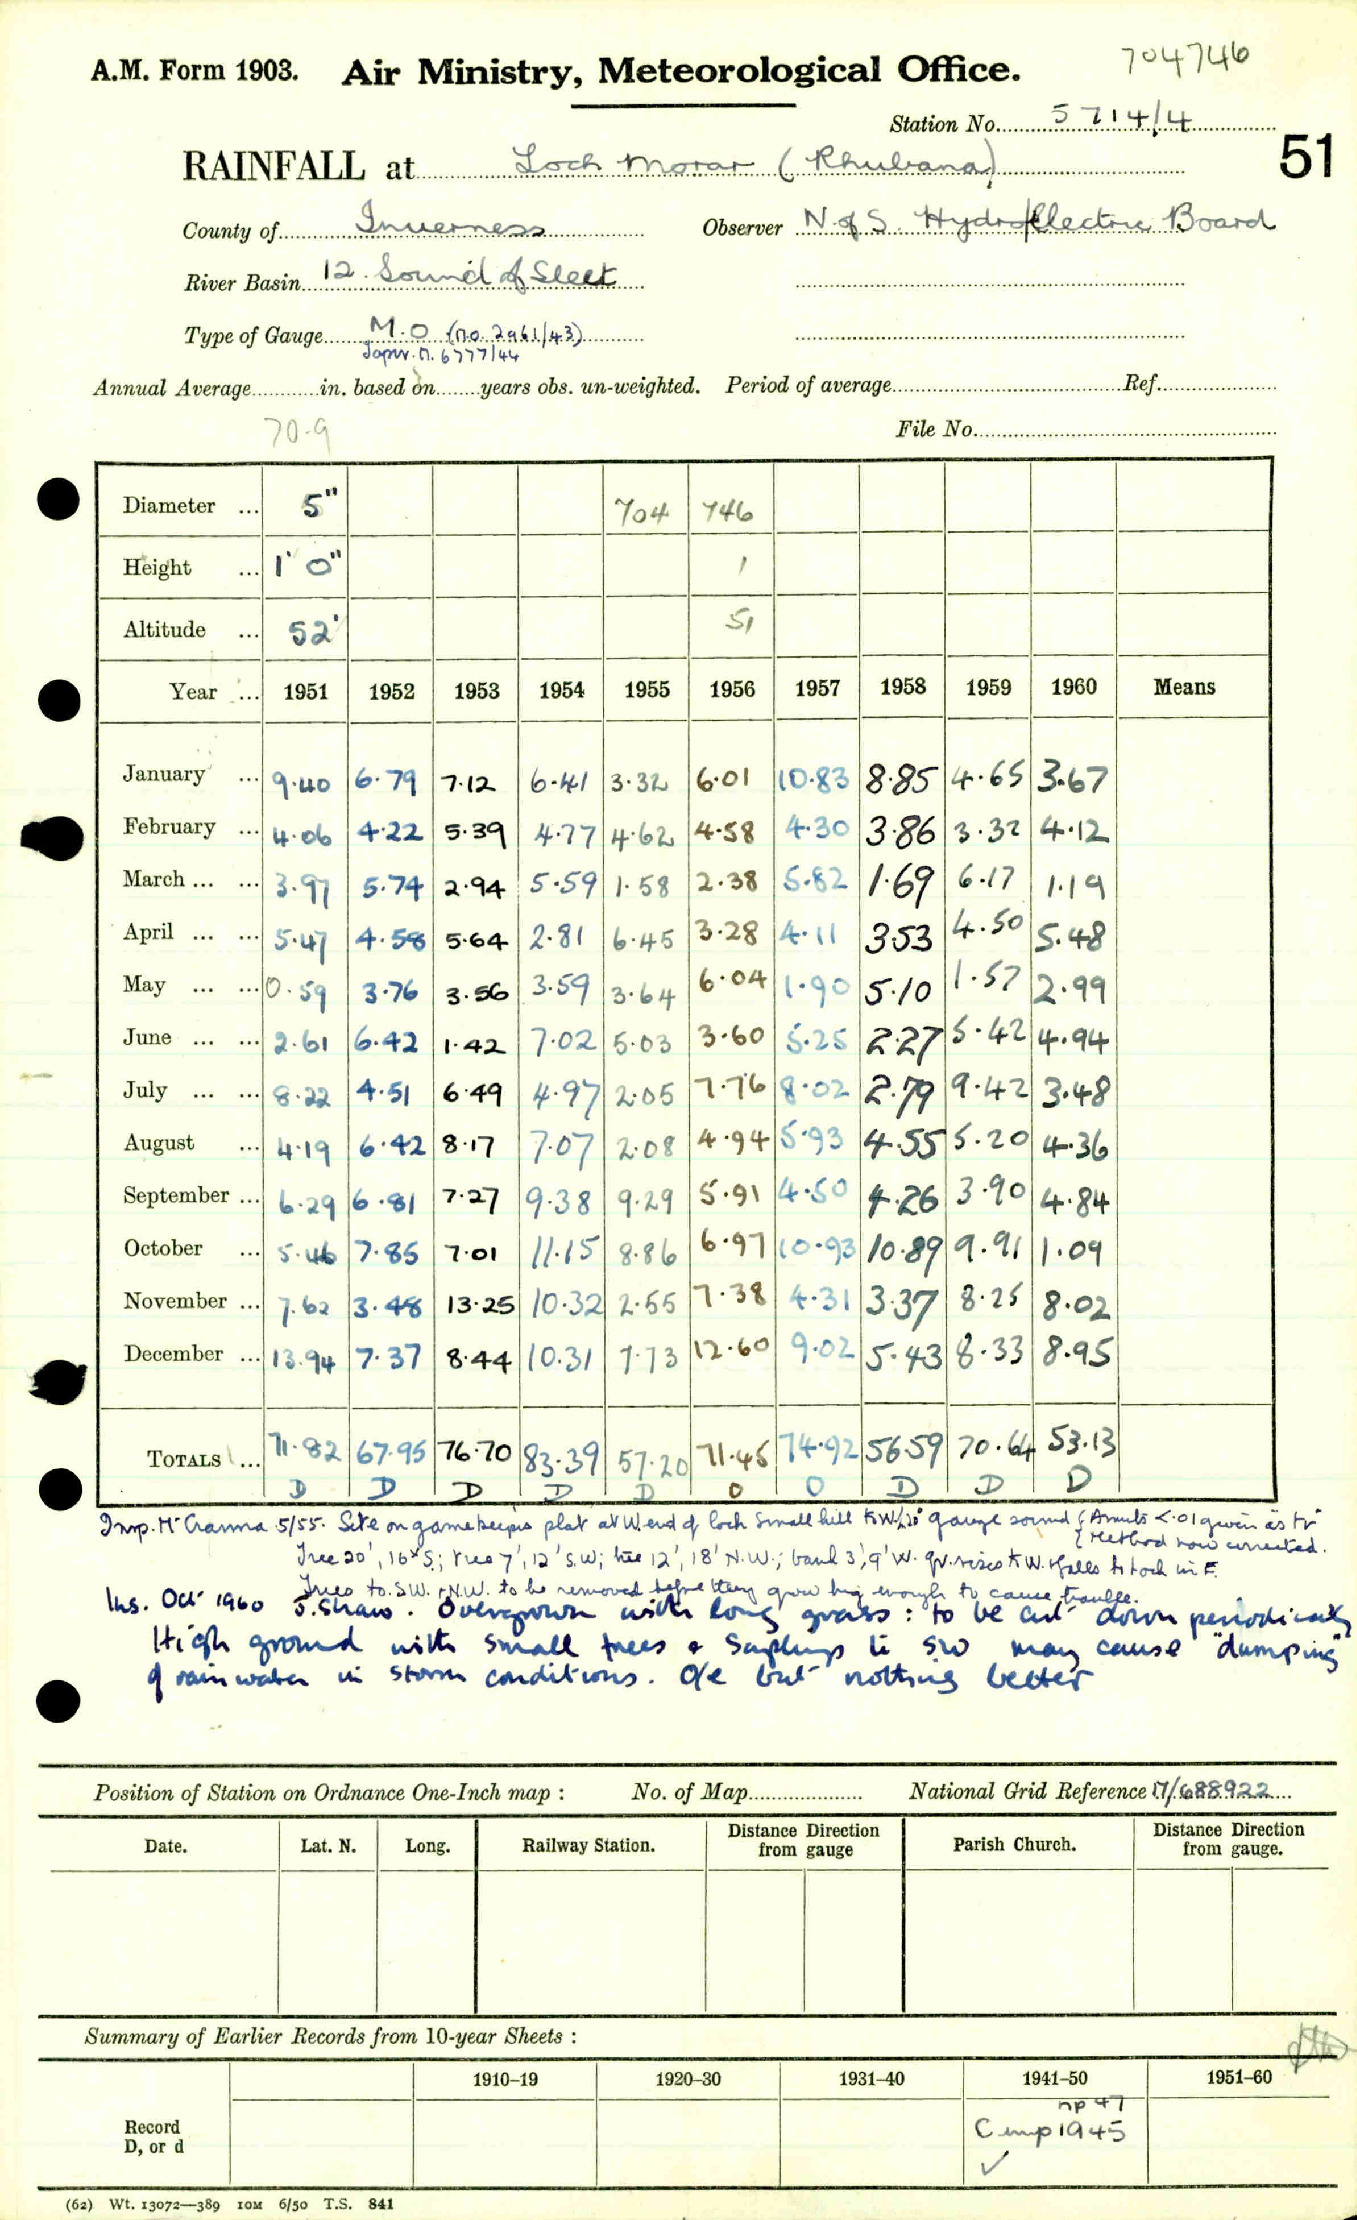 704746
A.M. Form 1903. Air Ministry, Meteorological Office.
Station No. 5714/4
51
RAINFALL at Loch Morar (Rhubana)
County of Inverness Observer N. of S. Hydro/Electric Board
River Basin 12. Sound of Sleet
Type of Gauge M.O (no. 2961/43)
6777/44
Annual Average in. based on years obs. un-weighted. Period of average Ref.
70.9
File No.
Diameter ... 5" 704 746
Height ... 1' 0" 1
Altitude ... 52' 51
Year ... 1951 1952 1953 1954 1955 1956 1957 1958 1959 1960 Means
January ... 9.40 6.79 7.12 6.41 3.32 6.01 10.83 8.85 4.65 3.67
February ... 4.06 4.22 5.39 4.77 4.62 4.58 4.30 3.86 3.32 4.12
March ... ... 3.97 5.74 2.94 5.59 1.58 2.38 5.82 1.69 6.17 1.19
April ... ... 5.47 4.58 5.64 2.81 6.45 3.28 4.11 3.53 4.50 5.48
May ... ... 0.59 3.76 3.56 3.59 3.64 6.04 1.90 5.10 1.57 2.99
June ... ... 2.61 6.42 1.42 7.02 5.03 3.60 5.25 2.27 5.42 4.94
July ... ... 8.22 4.51 6.49 4.97 2.05 7.76 8.02 2.79 9.42 3.48
August ... 4.19 6.42 8.17 7.07 2.08 4.94 5.93 4.55 5.20 4.36
September ... 6.29 6.81 7.27 9.38 9.29 5.91 4.50 4.26 3.90 4.84
October ... 5.46 7.85 7.01 11.15 8.86 6.97 10.93 10.89 9.91 1.09
November ... 7.62 3.48 13.25 10.32 2.55 7.38 4.31 3.37 8.25 8.02
December ... 13.94 7.37 8.44 10.31 7.73 12.60 9.02 5.43 8.33 8.95
TOTALS ... 71.82 67.95 76.70 83.39 57.20 71.45 74.92 56.59 70.64 53.13
D D D D D O O D D D
Insp. 5/55. Site on gamekeepers plot at W. end of loch small hill to W/20° gauge sound { Amnts <.01 given as tr
{ Method now corrected.
Tree 20', 16' S; tree 7', 12' S.W; tree 12', 18' N.W.; bank 3', 9' W. gr. rises to W. & falls to loch in E.
Trees to S.W. & N.W. to be removed before they grow big enough to cause trouble.
Ins. Oct 1960 J. Shaw. Overgrown with long grass: to be cut down periodically
High ground with small trees & saplings to SW may cause "dumping"
of rain water in storm conditions. O/e but nothing better
Position of Station on Ordnance One-Inch map : No. of Map National Grid Reference 17/688922
Date. Lat. N. Long. Railway Station. Distance from gauge Direction Parish Church. Distance Direction from gauge.
Summary of Earlier Records from 10-year Sheets :
1910–19 1920–30 1931–40 1941–50 1951–60
Record
D, or d
np 47
Cmp 1945
✓
(62) Wt. 13072—389 10M 6/50 T.S. 841